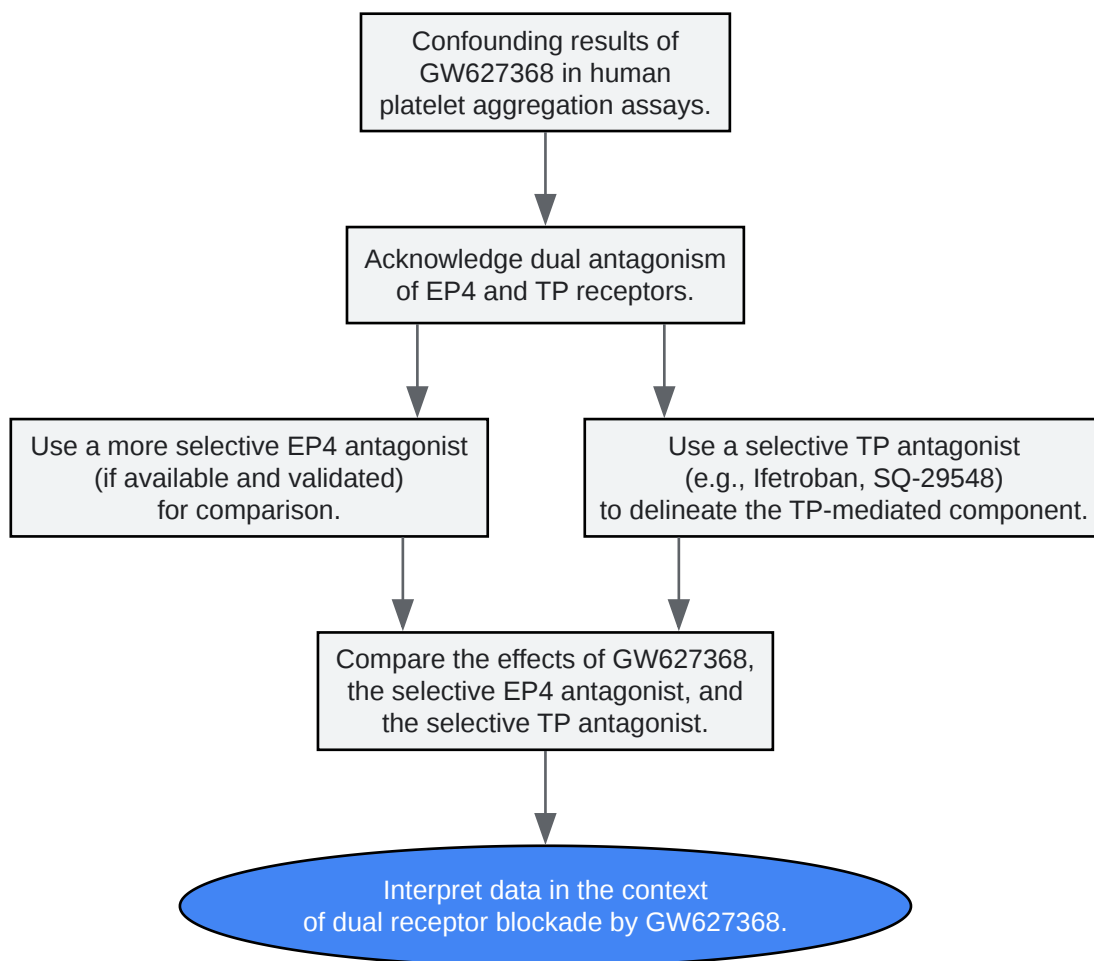 Confounding results of
GW627368 in human
platelet aggregation assays.
Acknowledge dual antagonism
of EP4 and TP receptors.
Use a more selective EP4 antagonist
(if available and validated)
for comparison.
Use a selective TP antagonist
(e.g., Ifetroban, SQ-29548)
to delineate the TP-mediated component.
Compare the effects of GW627368,
the selective EP4 antagonist, and
the selective TP antagonist.
Interpret data in the context
of dual receptor blockade by GW627368.